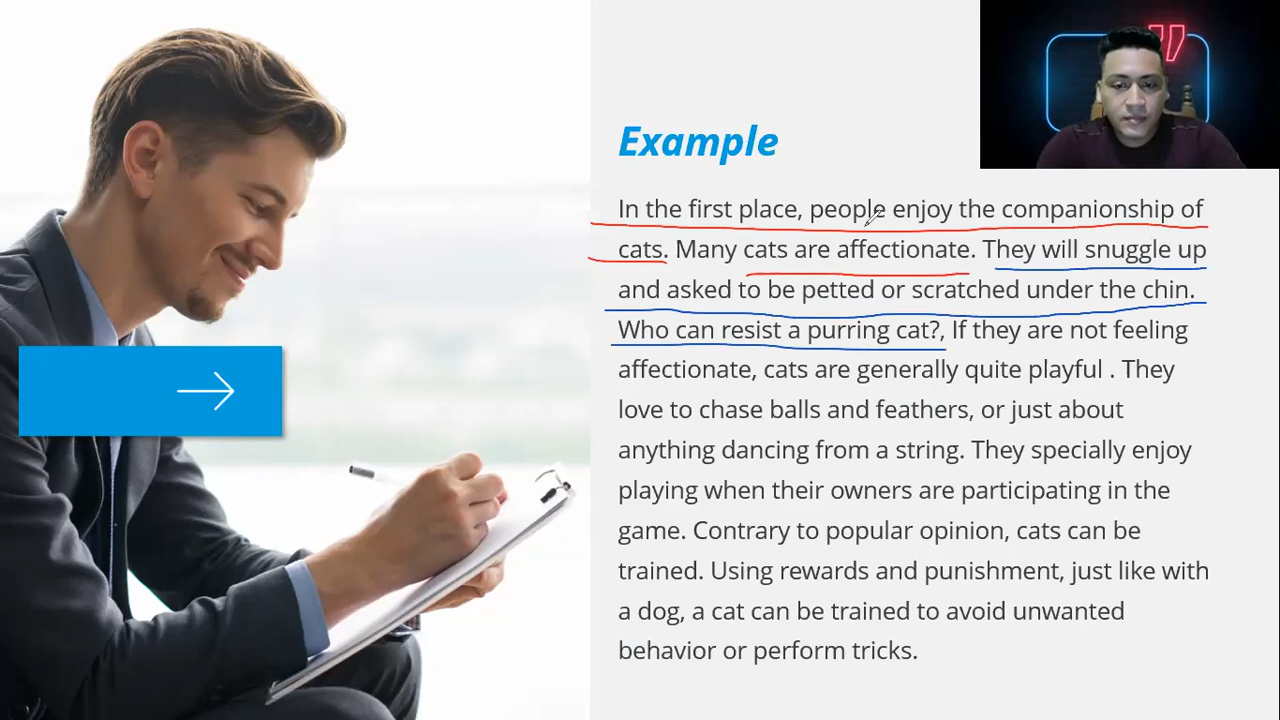 Example
In the first place, people enjoy the companionship of
cats. Many cats are affectionate. They will snuggle up
and asked to be petted or scratched under the chin.
Who can resist a purring cat?, If they are not feeling
affectionate, cats are generally quite playful . They
love to chase balls and feathers, or just about
anything dancing from a string. They specially enjoy
playing when their owners are participating in the
game. Contrary to popular opinion, cats can be
trained. Using rewards and punishment, just like with
a dog, a cat can be trained to avoid unwanted
behavior or perform tricks.